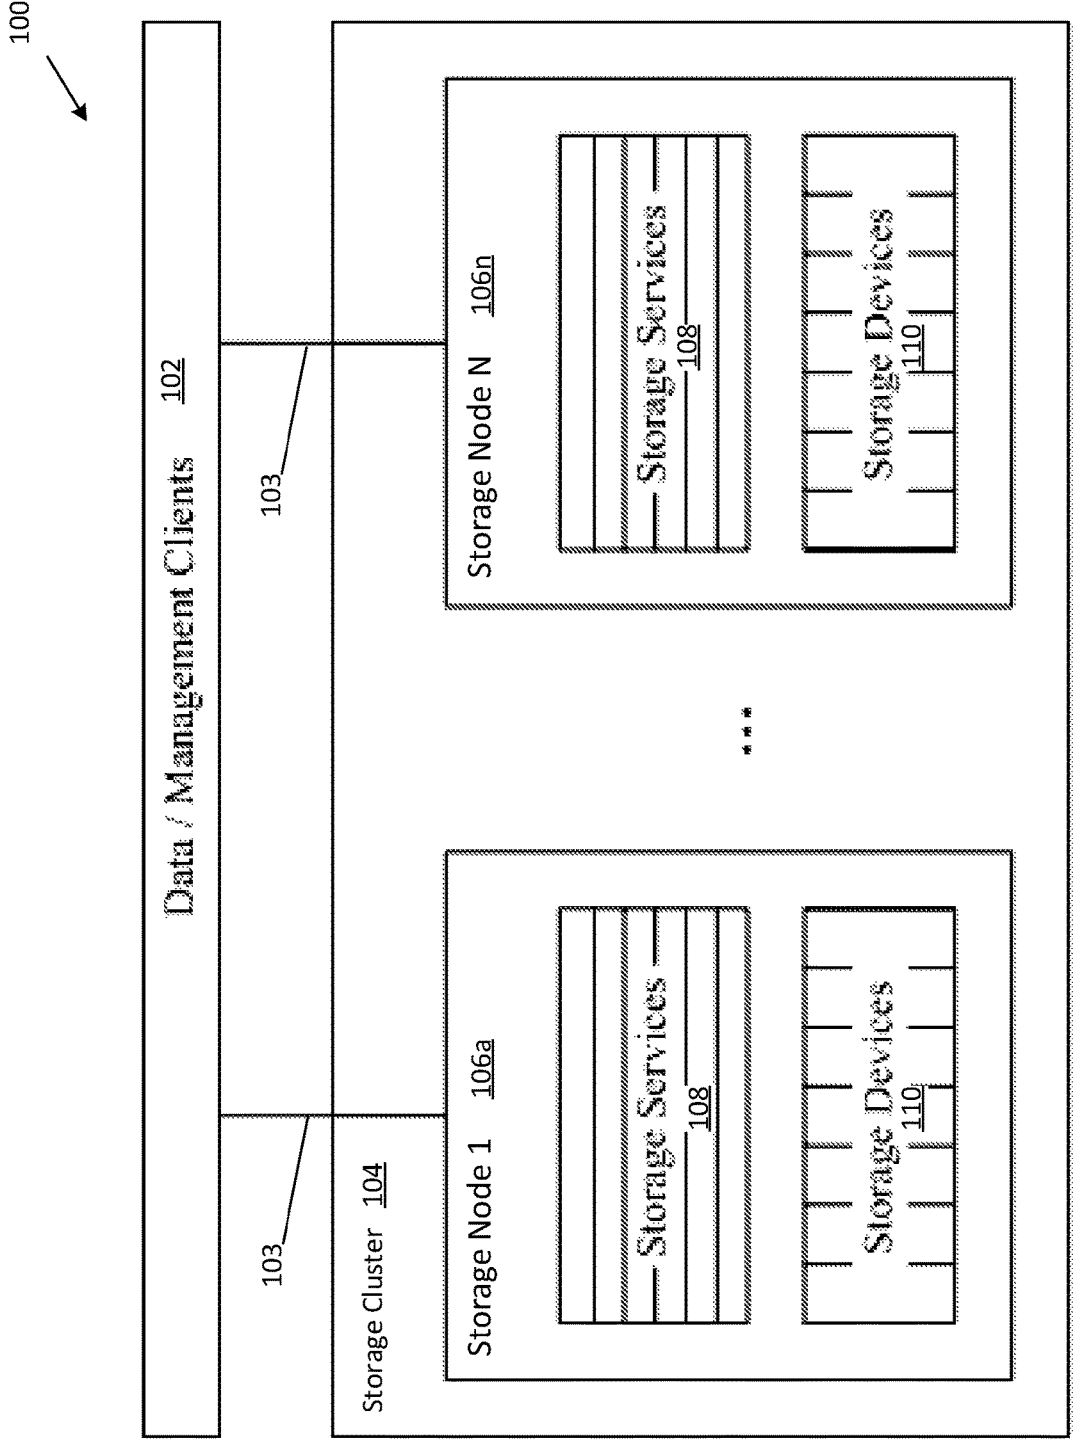 100
Data / Management Clients 102
103
103
Storage Cluster 104
Storage Node 1 106a
Storage Services
108
Storage Devices
110
...
Storage Node N 106n
Storage Services
108
Storage Devices
110